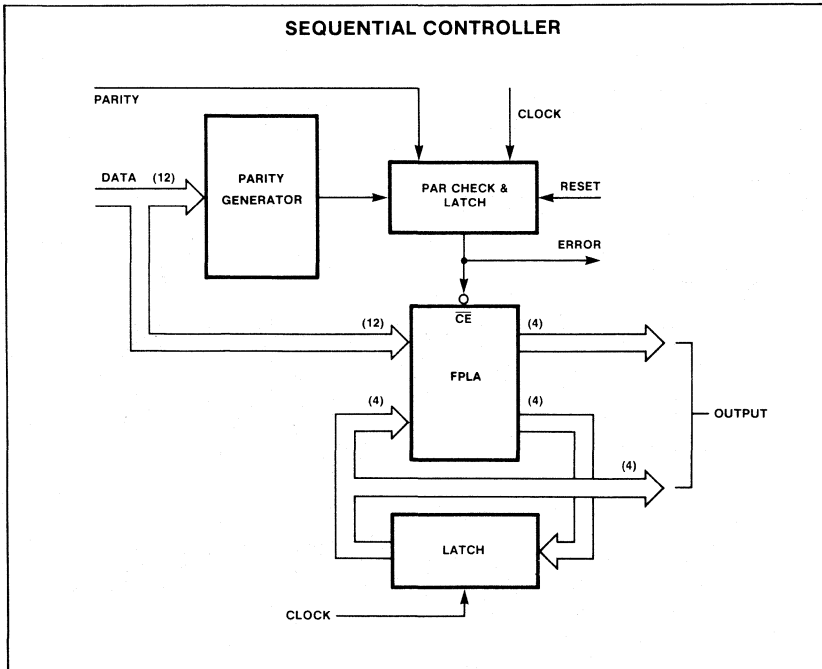 SEQUENTIAL CONTROLLER
PARITY
CLOCK
DATA (12)
PARITY
GENERATOR
PAR CHECK &
LATCH
RESET
ERROR
(12)
CE
(4)
FPLA
(4)
(4)
OUTPUT
(4)
LATCH
CLOCK